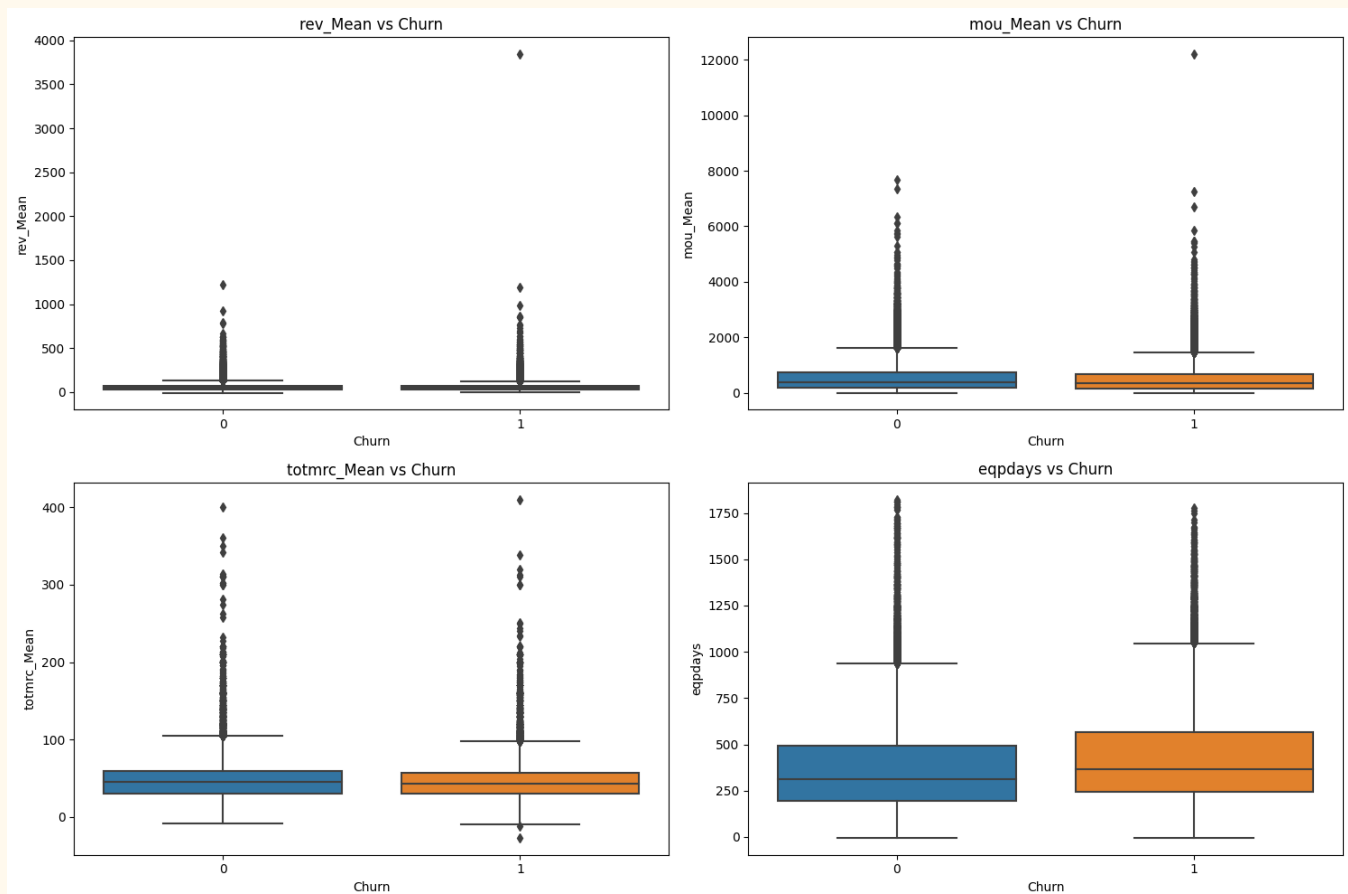 rev_Mean vs Churn
4000
3500
3000
2500
2000
1500
1000
500
0
rev_Mean
0 1
Churn
mou_Mean vs Churn
12000
10000
8000
6000
4000
2000
0
mou_Mean
0 1
Churn
totmrc_Mean vs Churn
400
300
200
100
0
totmrc_Mean
0 1
Churn
eqpdays vs Churn
1750
1500
1250
1000
750
500
250
0
eqpdays
0 1
Churn